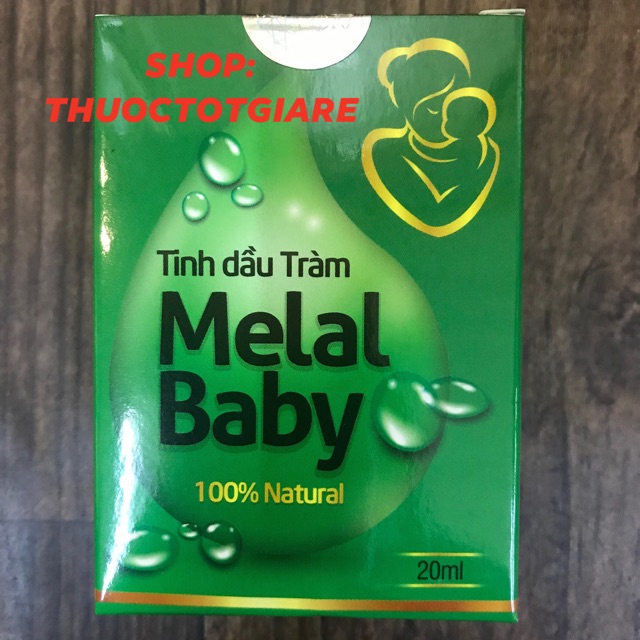 SHOP:
THUOCTOTGIARE
Tinh dầu Tràm
Melal
Baby
100% Natural
20ml